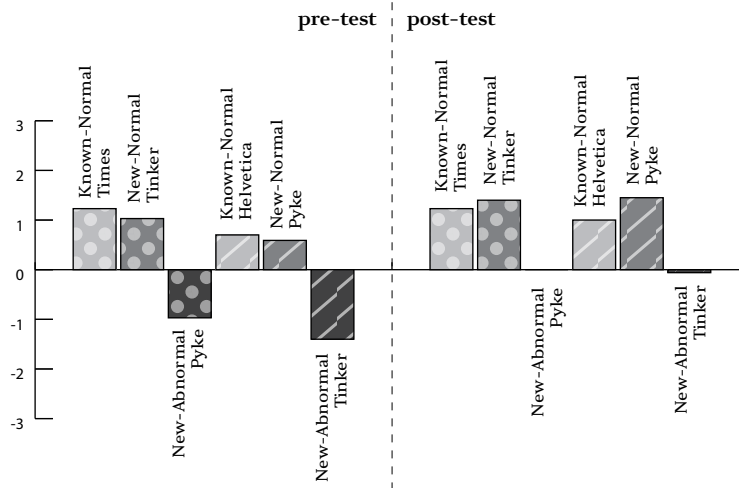 pre-test
post-test
3
2
1
0
-1
-2
-3
Known-Normal
Times
New-Normal
Tinker
New-Abnormal
Pyke
Known-Normal
Helvetica
New-Normal
Pyke
New-Abnormal
Tinker
Known-Normal
Times
New-Normal
Tinker
New-Abnormal
Pyke
Known-Normal
Helvetica
New-Normal
Pyke
New-Abnormal
Tinker